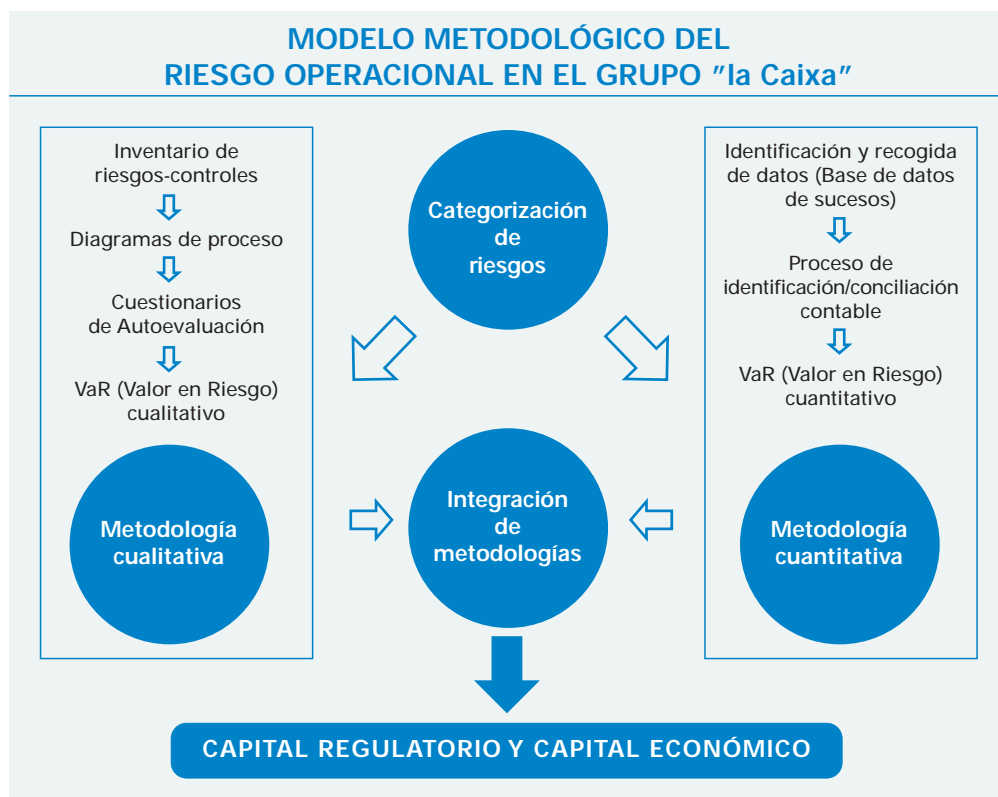 MODELO METODOLÓGICO DEL
RIESGO OPERACIONAL EN EL GRUPO "la Caixa"
Inventario de
riesgos-controles
Diagramas de proceso
Cuestionarios
de Autoevaluación
VaR (Valor en Riesgo)
cualitativo
Metodología
cualitativa
Categorización
de
riesgos
Integración
de
metodologías
Identificación y recogida
de datos (Base de datos
de sucesos)
Proceso de
identificación/conciliación
contable
VaR (Valor en Riesgo)
cuantitativo
Metodología
cuantitativa
CAPITAL REGULATORIO Y CAPITAL ECONÓMICO